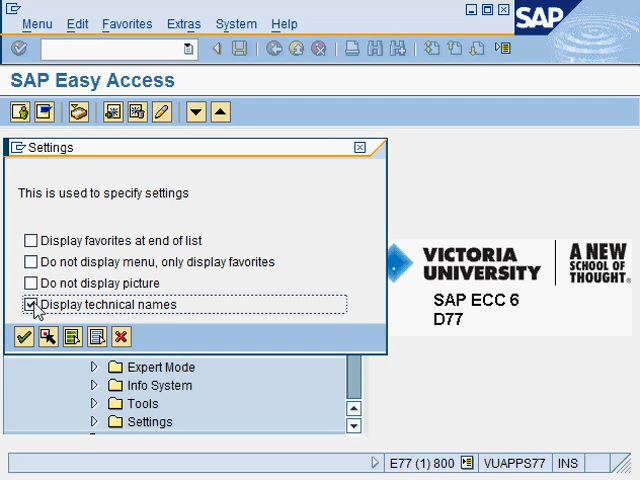 Menu Edit Favorites Extras System Help
SAP
SAP Easy Access
Settings
This is used to specify settings
Display favorites at end of list
Do not display menu, only display favorites
Do not display picture
Display technical names
VICTORIA
UNIVERSITY
A NEW
SCHOOL OF
THOUGHT.
SAP ECC 6
D77
Expert Mode
Info System
Tools
Settings
E77 (1) 800 VUAPPS77 INS